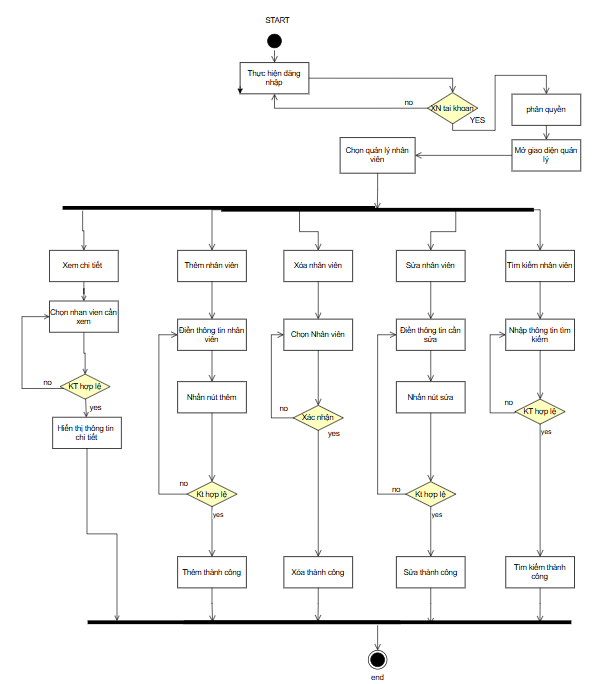 START
Thực hiện đăng
nhập
no
XN tai khoan
YES
phân quyền
Mở giao diện quản
lý
Chọn quản lý nhân
viên
Xem chi tiết
Thêm nhân viên
Xóa nhân viên
Sửa nhân viên
Tìm kiếm nhân viên
Chọn nhan vien cần
xem
Điền thông tin nhân
viên
Chọn Nhân viên
Điền thông tin cần
sửa
Nhập thông tin tìm
kiếm
no
KT hợp lệ
yes
Nhấn nút thêm
no
Xác nhận
yes
Nhấn nút sửa
no
KT hợp lệ
yes
Hiển thị thông tin
chi tiết
no
Kt hợp lệ
yes
no
Kt hợp lệ
yes
Thêm thành công
Xóa thành công
Sửa thành công
Tìm kiếm thành
công
end